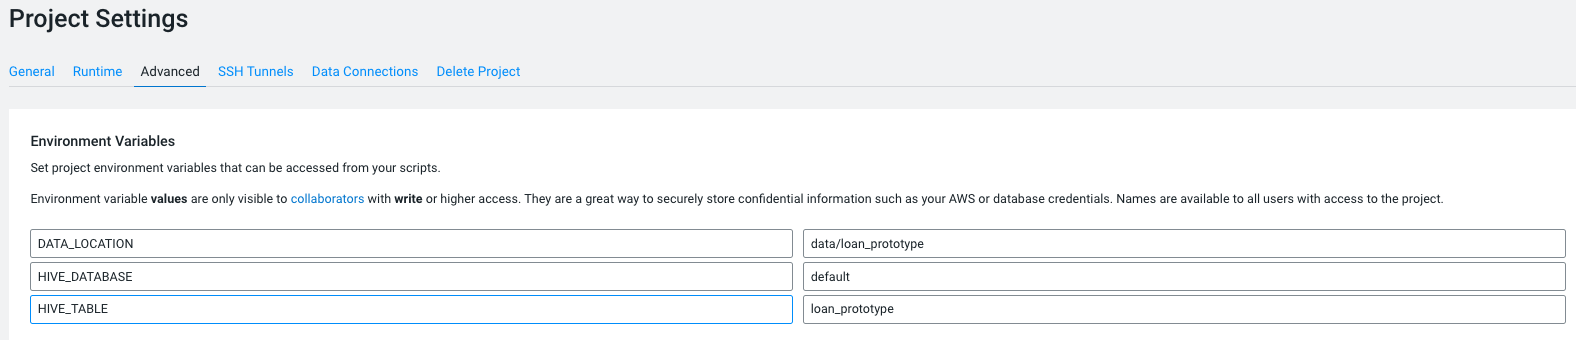 Project Settings
General Runtime Advanced SSH Tunnels Data Connections Delete Project
Environment Variables
Set project environment variables that can be accessed from your scripts.
Environment variable values are only visible to collaborators with write or higher access. They are a great way to securely store confidential information such as your AWS or database credentials. Names are available to all users with access to the project.
DATA_LOCATION data/loan_prototype
HIVE_DATABASE default
HIVE_TABLE loan_prototype